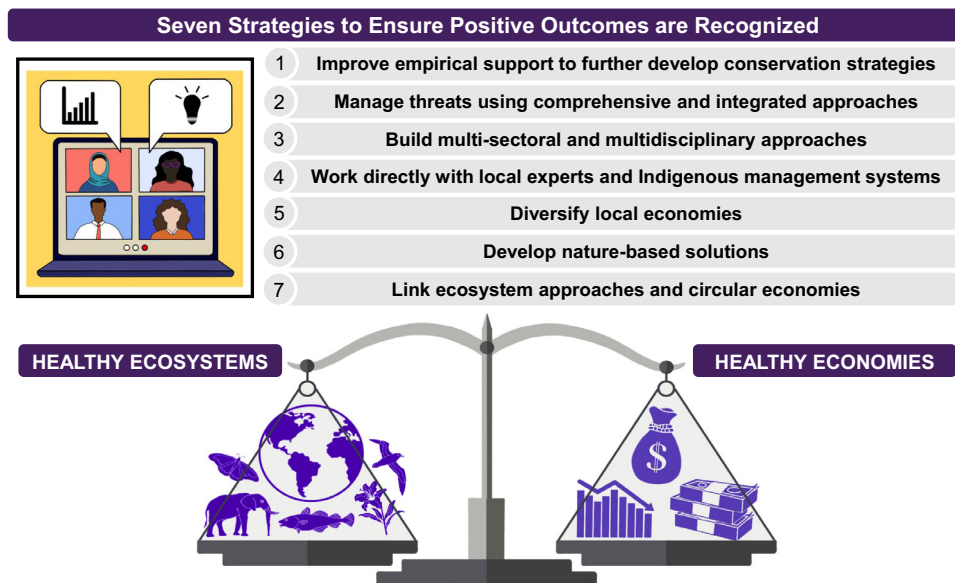 Seven Strategies to Ensure Positive Outcomes are Recognized
1 Improve empirical support to further develop conservation strategies
2 Manage threats using comprehensive and integrated approaches
3 Build multi-sectoral and multidisciplinary approaches
4 Work directly with local experts and Indigenous management systems
5 Diversify local economies
6 Develop nature-based solutions
7 Link ecosystem approaches and circular economies
HEALTHY ECOSYSTEMS
HEALTHY ECONOMIES
$